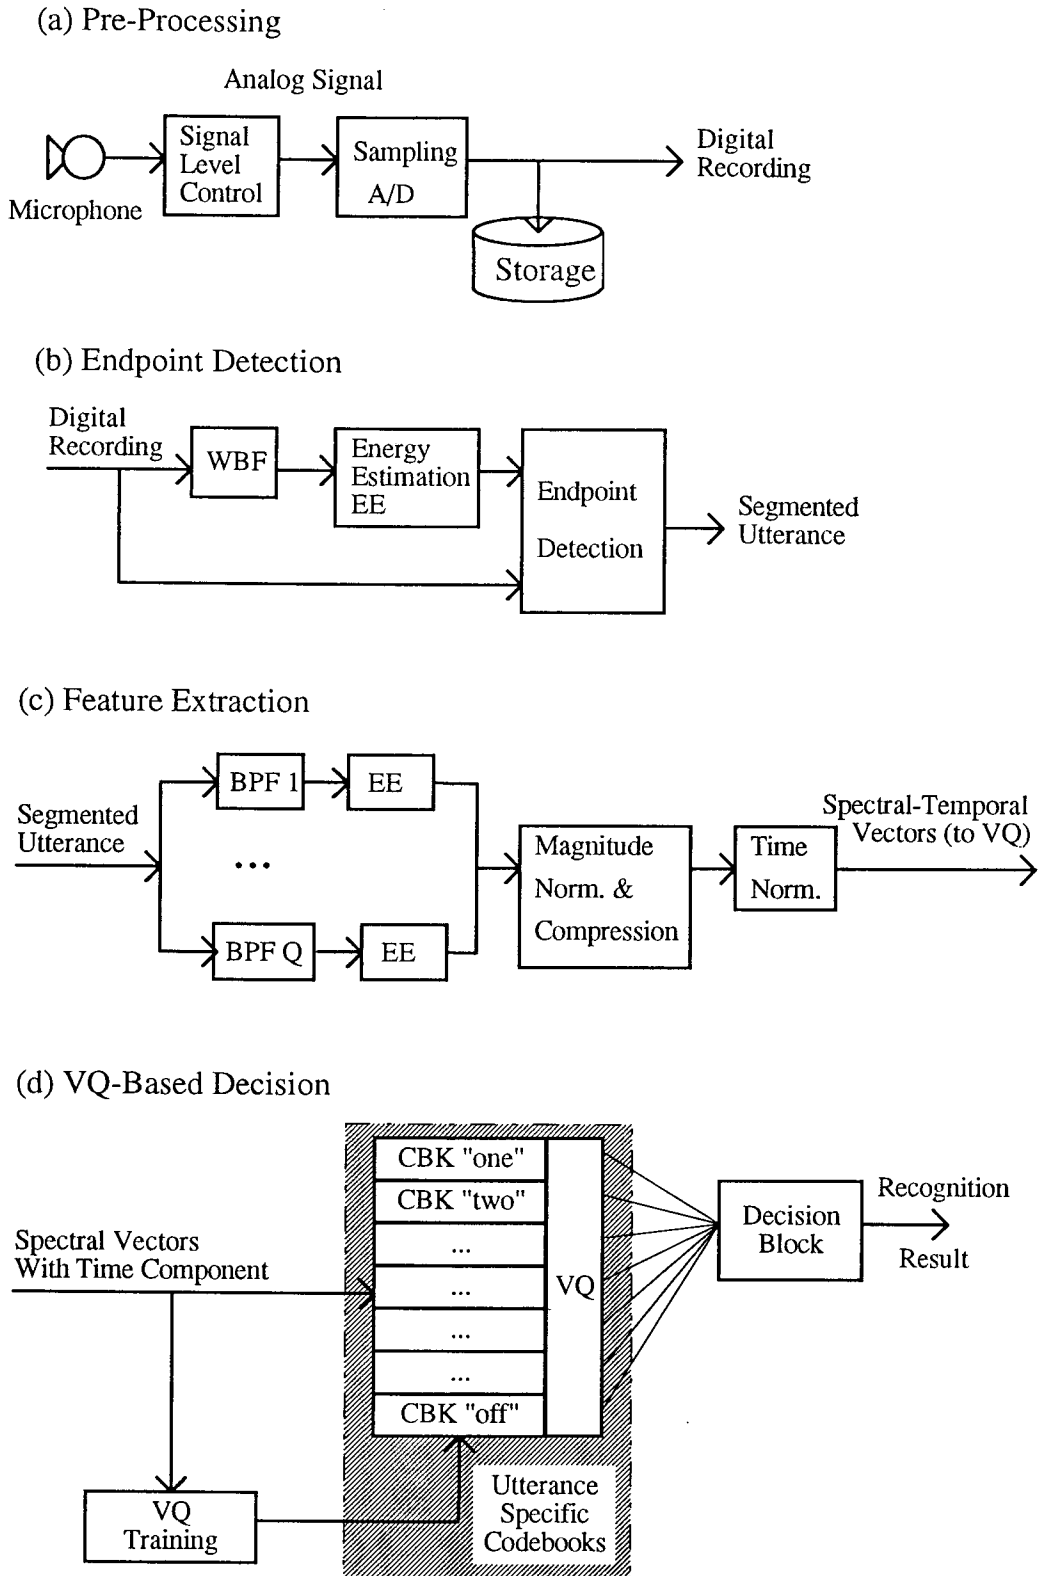 (a) Pre-Processing
Analog Signal
Microphone
Signal
Level
Control
Sampling
A/D
Digital
Recording
Storage
(b) Endpoint Detection
Digital
Recording
WBF
Energy
Estimation
EE
Endpoint
Detection
Segmented
Utterance
(c) Feature Extraction
Segmented
Utterance
BPF 1
EE
...
BPF Q
EE
Magnitude
Norm. &
Compression
Time
Norm.
Spectral-Temporal
Vectors (to VQ)
(d) VQ-Based Decision
Spectral Vectors
With Time Component
CBK "one"
CBK "two"
...
...
...
...
CBK "off"
VQ
Decision
Block
Recognition
Result
VQ
Training
Utterance
Specific
Codebooks